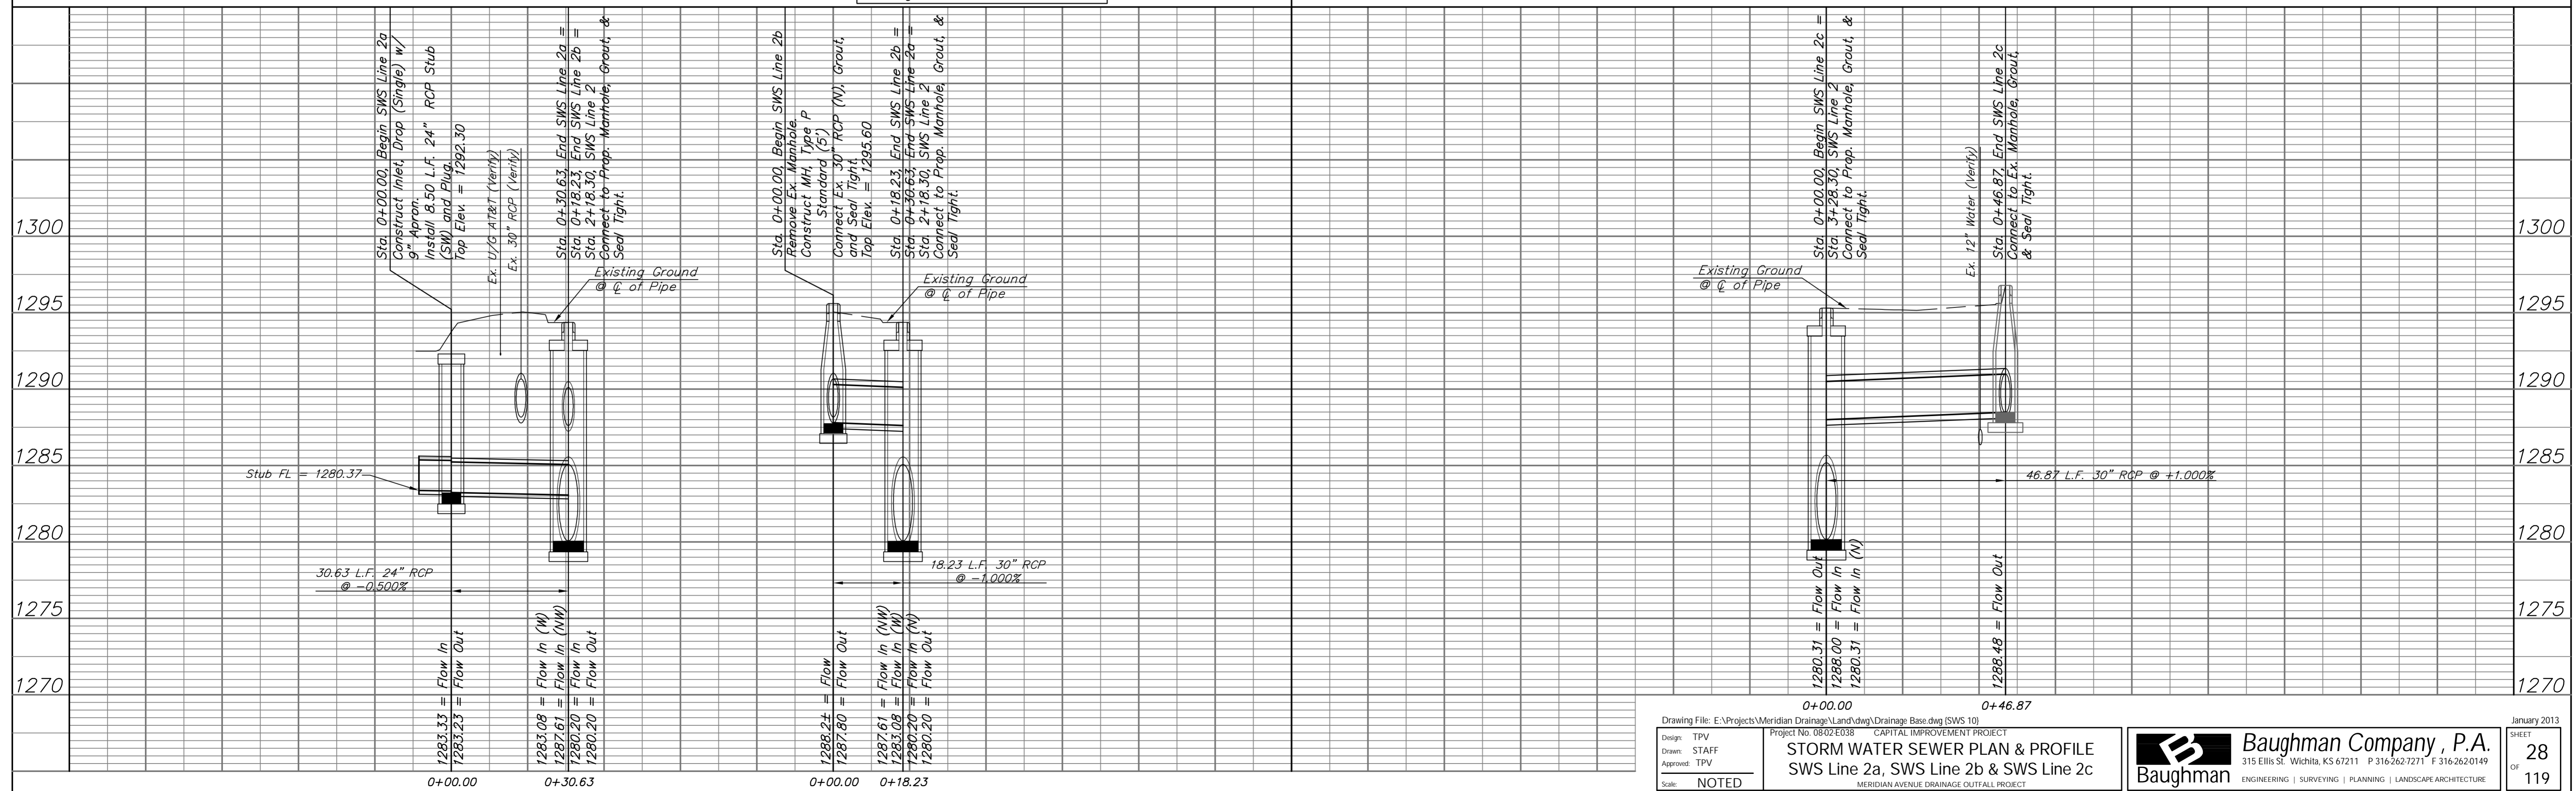 1300
1295
1290
1285
1280
1275
1270
Sta. 0+00.00, Begin SWS Line 2a
Construct Inlet, Drop (Single) w/
9" Apron.
Install 8.50 L.F. 24" RCP Stub
(SW) and Plug.
Top Elev. = 1292.30
Ex. U/G AT&T (Verify)
Ex. 30" RCP (Verify)
Sta. 0+30.63, End SWS Line 2a =
Sta. 0+18.23, End SWS Line 2b =
Sta. 2+18.30, SWS Line 2
Connect to Prop. Manhole, Grout, &
Seal Tight.
Existing Ground
@ ℄ of Pipe
Stub FL = 1280.37
30.63 L.F. 24" RCP
@ -0.500%
1283.33 = Flow In
1283.23 = Flow Out
1283.08 = Flow In (W)
1287.61 = Flow In (NW)
1280.20 = Flow In
1280.20 = Flow Out
0+00.00
0+30.63
Sta. 0+00.00, Begin SWS Line 2b
Remove Ex. Manhole.
Construct MH, Type P
Standard (5')
Connect Ex. 30" RCP (N), Grout,
and Seal Tight.
Top Elev. = 1295.60
Sta. 0+18.23, End SWS Line 2b =
Sta. 0+30.63, End SWS Line 2a =
Sta. 2+18.30, SWS Line 2
Connect to Prop. Manhole, Grout, &
Seal Tight.
Existing Ground
@ ℄ of Pipe
18.23 L.F. 30" RCP
@ -1.000%
1288.2± = Flow
1287.80 = Flow Out
1287.61 = Flow In (NW)
1283.08 = Flow In (W)
1280.20 = Flow In (N)
1280.20 = Flow Out
0+00.00
0+18.23
Sta. 0+00.00, Begin SWS Line 2c =
Sta. 3+28.30, SWS Line 2
Connect to Prop. Manhole, Grout, &
Seal Tight.
Existing Ground
@ ℄ of Pipe
Ex. 12" Water (Verify)
Sta. 0+46.87, End SWS Line 2c
Connect to Ex. Manhole, Grout,
& Seal Tight.
46.87 L.F. 30" RCP @ +1.000%
1280.31 = Flow Out
1288.00 = Flow In
1280.31 = Flow In (N)
1288.48 = Flow Out
0+00.00
0+46.87
1300
1295
1290
1285
1280
1275
1270
Drawing File: E:\Projects\Meridian Drainage\Land\dwg\Drainage Base.dwg (SWS 10)
January 2013
Design: TPV
Drawn: STAFF
Approved: TPV
Scale: NOTED
Project No. 08-02-E038 CAPITAL IMPROVEMENT PROJECT
STORM WATER SEWER PLAN & PROFILE
SWS Line 2a, SWS Line 2b & SWS Line 2c
MERIDIAN AVENUE DRAINAGE OUTFALL PROJECT
Baughman
Baughman Company, P.A.
315 Ellis St. Wichita, KS 67211 P 316-262-7271 F 316-262-0149
ENGINEERING | SURVEYING | PLANNING | LANDSCAPE ARCHITECTURE
SHEET
28
OF
119